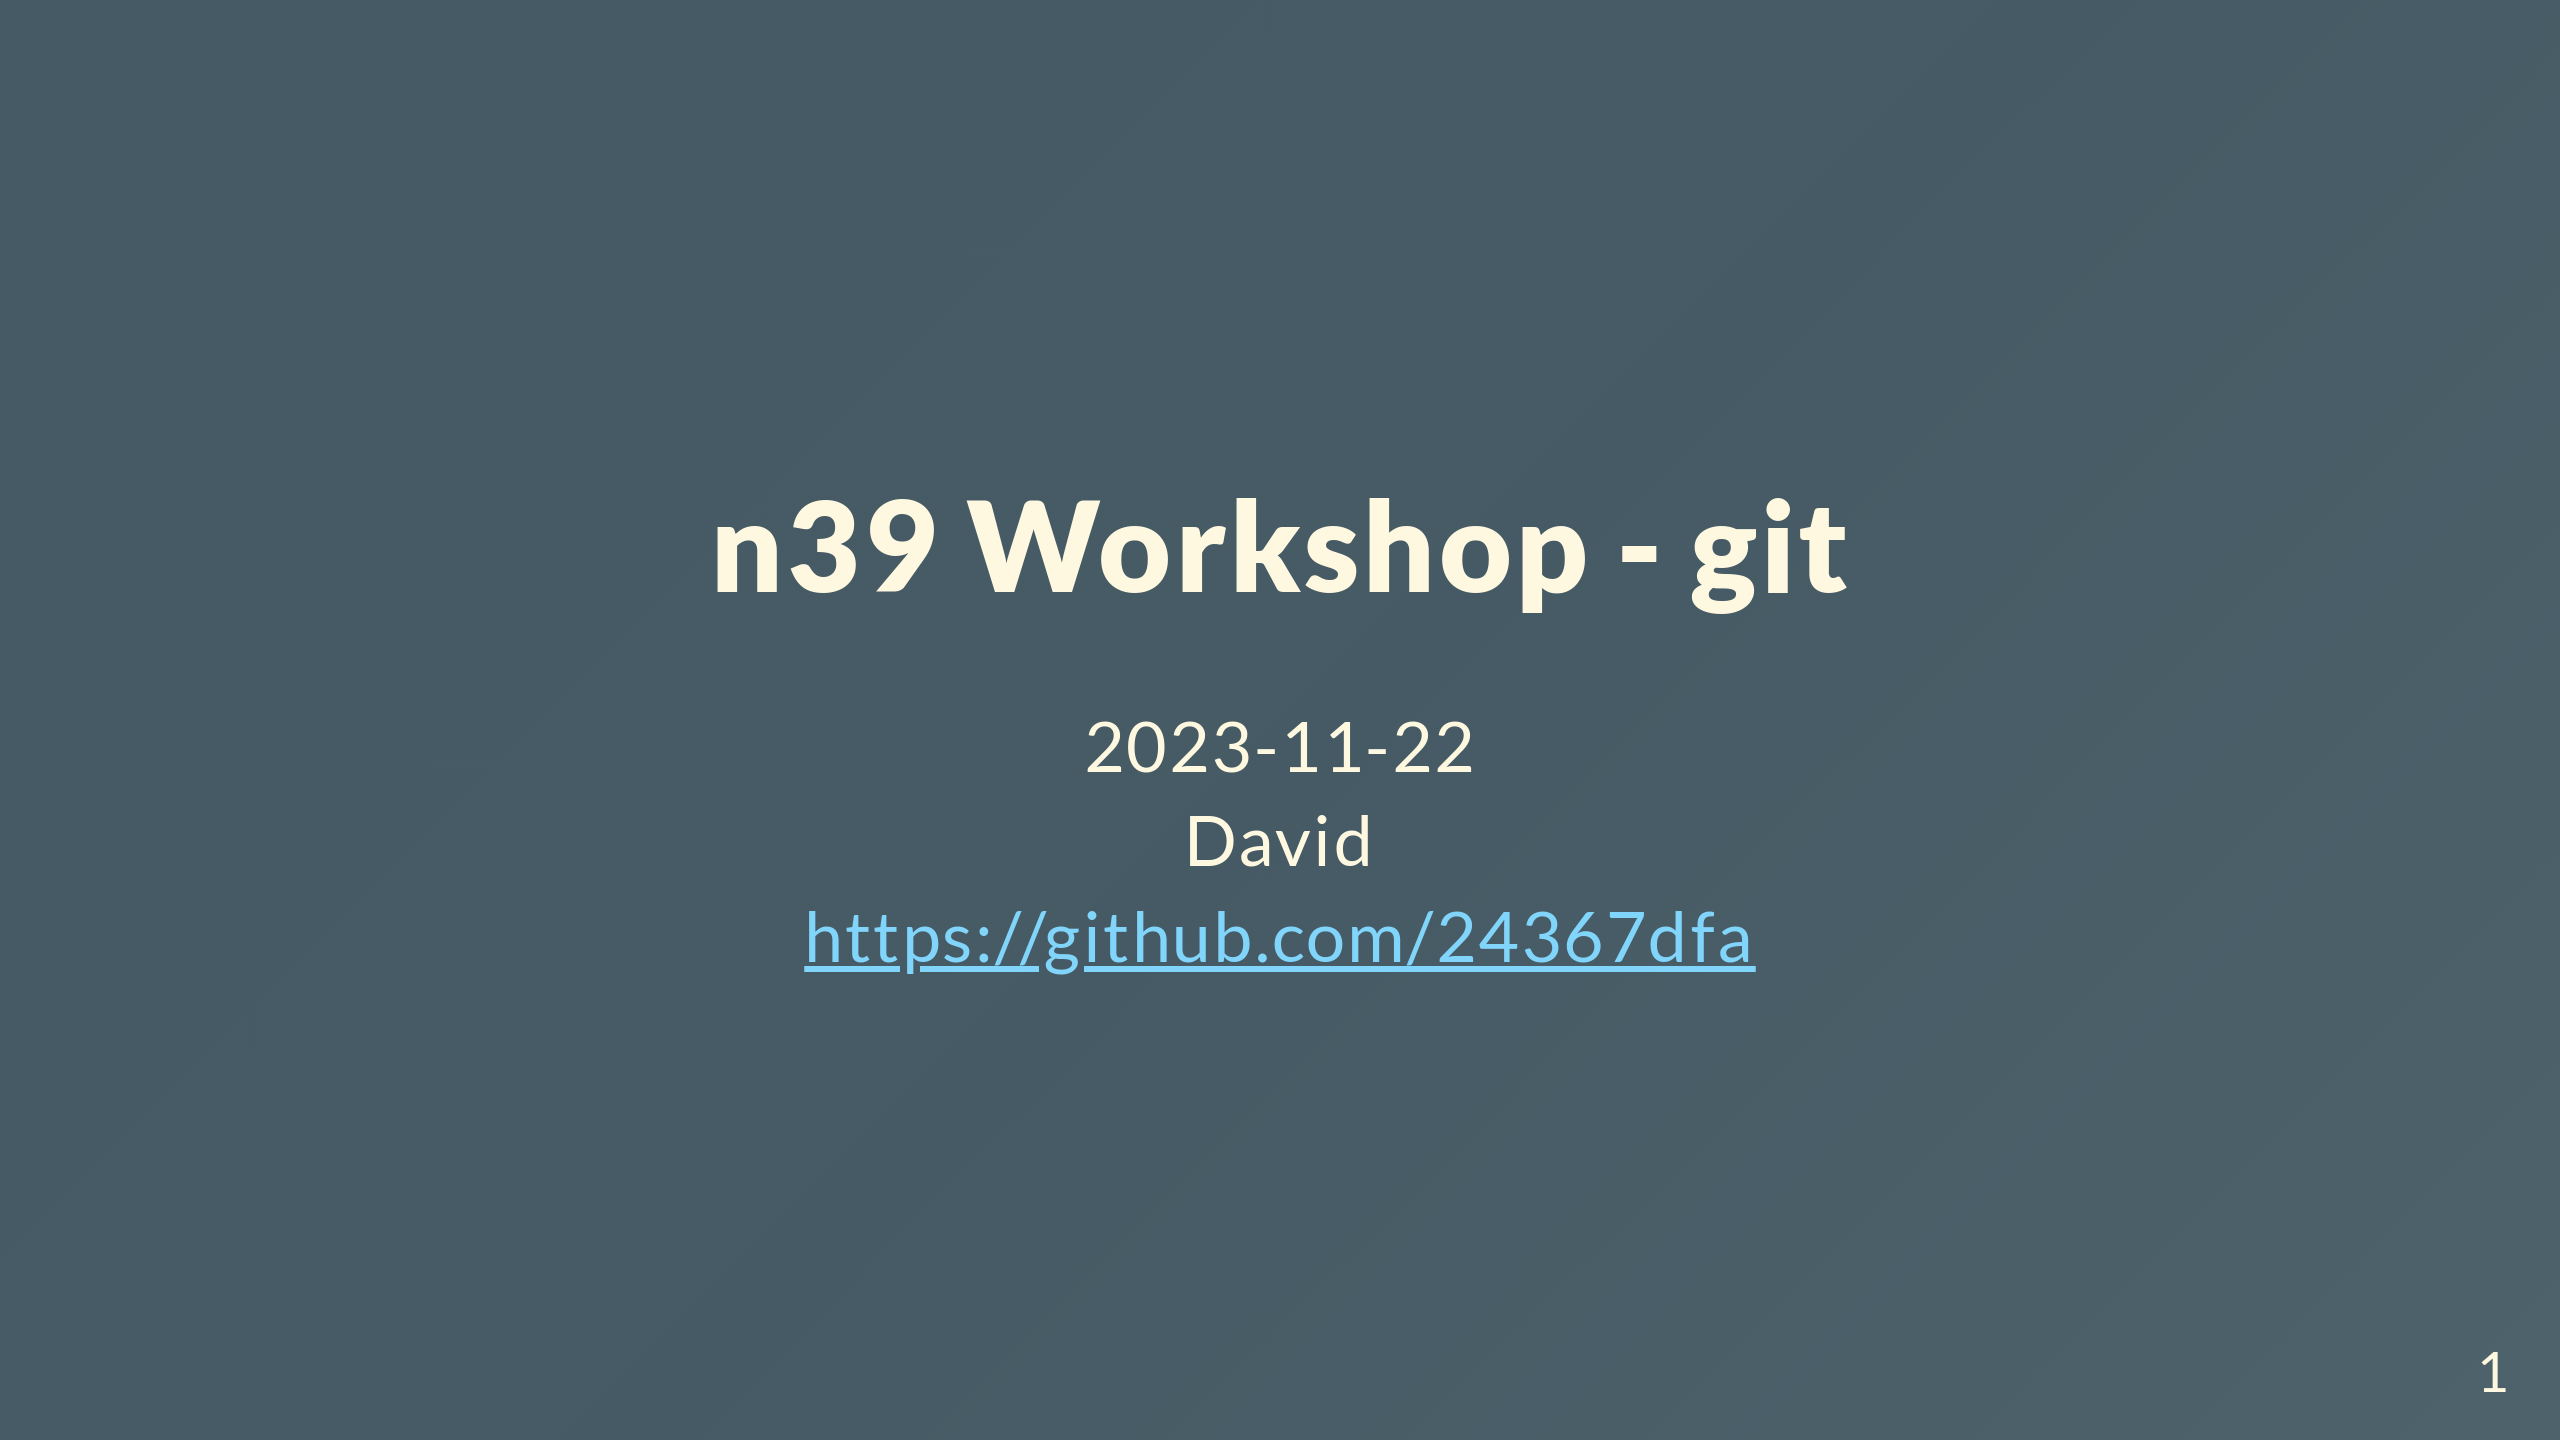 n39 Workshop - git
2023-11-22
David
https://github.com/24367dfa
1